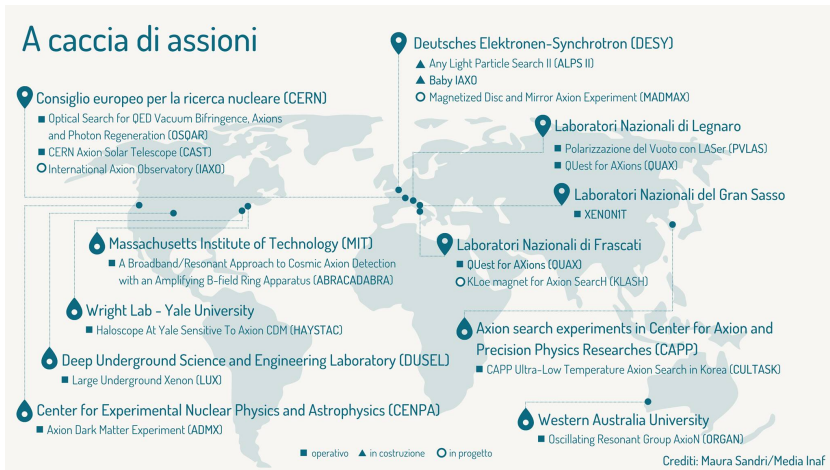 A caccia di assioni
Deutsches Elektronen-Synchrotron (DESY)
Any Light Particle Search II (ALPS II)
Baby IAXO
Magnetized Disc and Mirror Axion Experiment (MADMAX)
Consiglio europeo per la ricerca nucleare (CERN)
Optical Search for QED Vacuum Bifringence, Axions
and Photon Regeneration (OSQAR)
CERN Axion Solar Telescope (CAST)
International Axion Observatory (IAXO)
Laboratori Nazionali di Legnaro
Polarizzazione del Vuoto con LASer (PVLAS)
QUest for AXions (QUAX)
Laboratori Nazionali del Gran Sasso
XENON1T
Massachusetts Institute of Technology (MIT)
A Broadband/Resonant Approach to Cosmic Axion Detection
with an Amplifying B-field Ring Apparatus (ABRACADABRA)
Laboratori Nazionali di Frascati
QUest for AXions (QUAX)
KLoe magnet for Axion SearcH (KLASH)
Wright Lab - Yale University
Haloscope At Yale Sensitive To Axion CDM (HAYSTAC)
Axion search experiments in Center for Axion and
Precision Physics Researches (CAPP)
CAPP Ultra-Low Temperature Axion Search in Korea (CULTASK)
Deep Underground Science and Engineering Laboratory (DUSEL)
Large Underground Xenon (LUX)
Center for Experimental Nuclear Physics and Astrophysics (CENPA)
Axion Dark Matter Experiment (ADMX)
Western Australia University
Oscillating Resonant Group AxioN (ORGAN)
operativo in costruzione in progetto
Crediti: Maura Sandri/Media Inaf